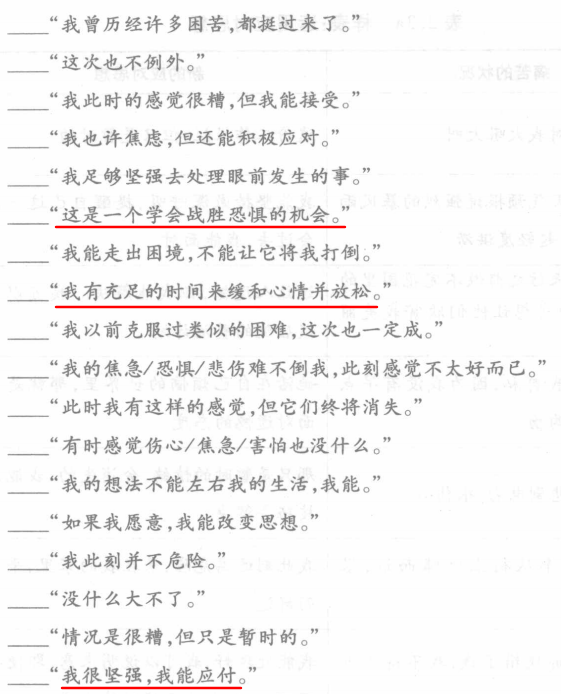 ____“我曾历经许多困苦,都挺过来了。”
____“这次也不例外。”
____“我此时的感觉很糟,但我能接受。”
____“我也许焦虑,但还能积极应对。”
____“我足够坚强去处理眼前发生的事。”
____“这是一个学会战胜恐惧的机会。”
____“我能走出困境,不能让它将我打倒。”
____“我有充足的时间来缓和心情并放松。”
____“我以前克服过类似的困难,这次也一定成。”
____“我的焦急/恐惧/悲伤难不倒我,此刻感觉不太好而已。”
____“此时我有这样的感觉,但它们终将消失。”
____“有时感觉伤心/焦急/害怕也没什么。”
____“我的想法不能左右我的生活,我能。”
____“如果我愿意,我能改变思想。”
____“我此刻并不危险。”
____“没什么大不了。”
____“情况是很糟,但只是暂时的。”
____“我很坚强,我能应付。”